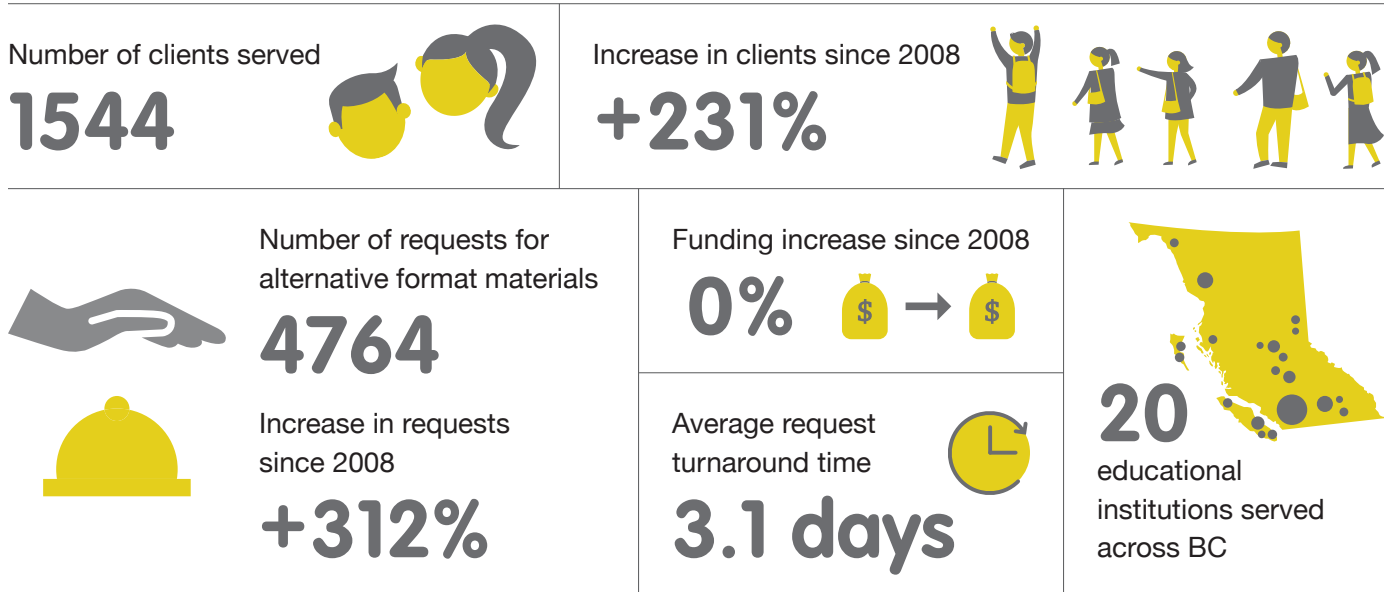 Number of clients served
1544
Increase in clients since 2008
+231%
Number of requests for
alternative format materials
4764
Increase in requests
since 2008
+312%
Funding increase since 2008
0%
$ $
Average request
turnaround time
3.1 days
20
educational
institutions served
across BC